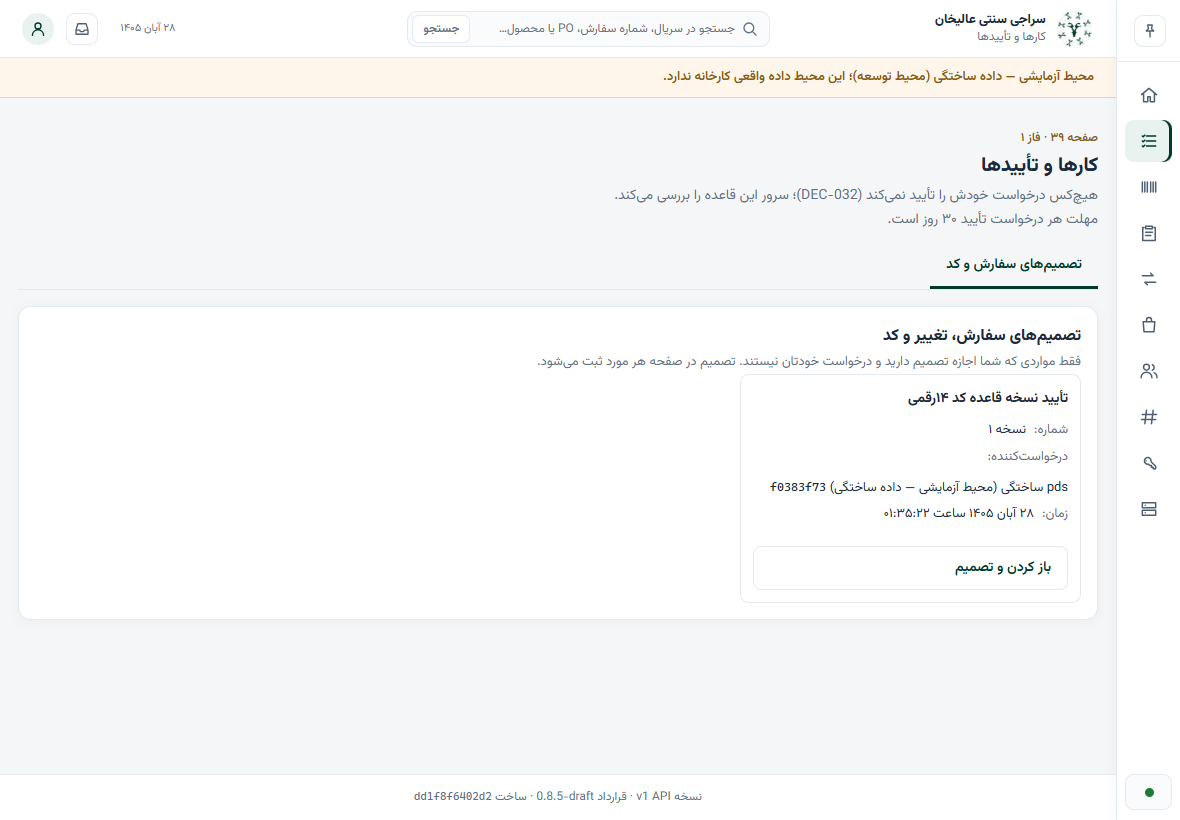 سراجی سنتی عالیخان
کارها و تأییدها
جستجو در سریال، شماره سفارش، PO یا محصول...
جستجو
۲۸ آبان ۱۴۰۵
محیط آزمایشی — داده ساختگی (محیط توسعه)؛ این محیط داده واقعی کارخانه ندارد.
صفحه ۳۹ · فاز ۱
کارها و تأییدها
هیچ‌کس درخواست خودش را تأیید نمی‌کند (DEC-032)؛ سرور این قاعده را بررسی می‌کند.
مهلت هر درخواست تأیید ۳۰ روز است.
تصمیم‌های سفارش و کد
تصمیم‌های سفارش، تغییر و کد
فقط مواردی که شما اجازه تصمیم دارید و درخواست خودتان نیستند. تصمیم در صفحه هر مورد ثبت می‌شود.
تأیید نسخه قاعده کد ۱۴رقمی
شماره: نسخه ۱
درخواست‌کننده:
pds ساختگی (محیط آزمایشی — داده ساختگی) f0383f73
زمان: ۲۸ آبان ۱۴۰۵ ساعت ۰۱:۳۵:۲۲
باز کردن و تصمیم
نسخه v1 API · قرارداد 0.8.5-draft · ساخت dd1f8f6402d2